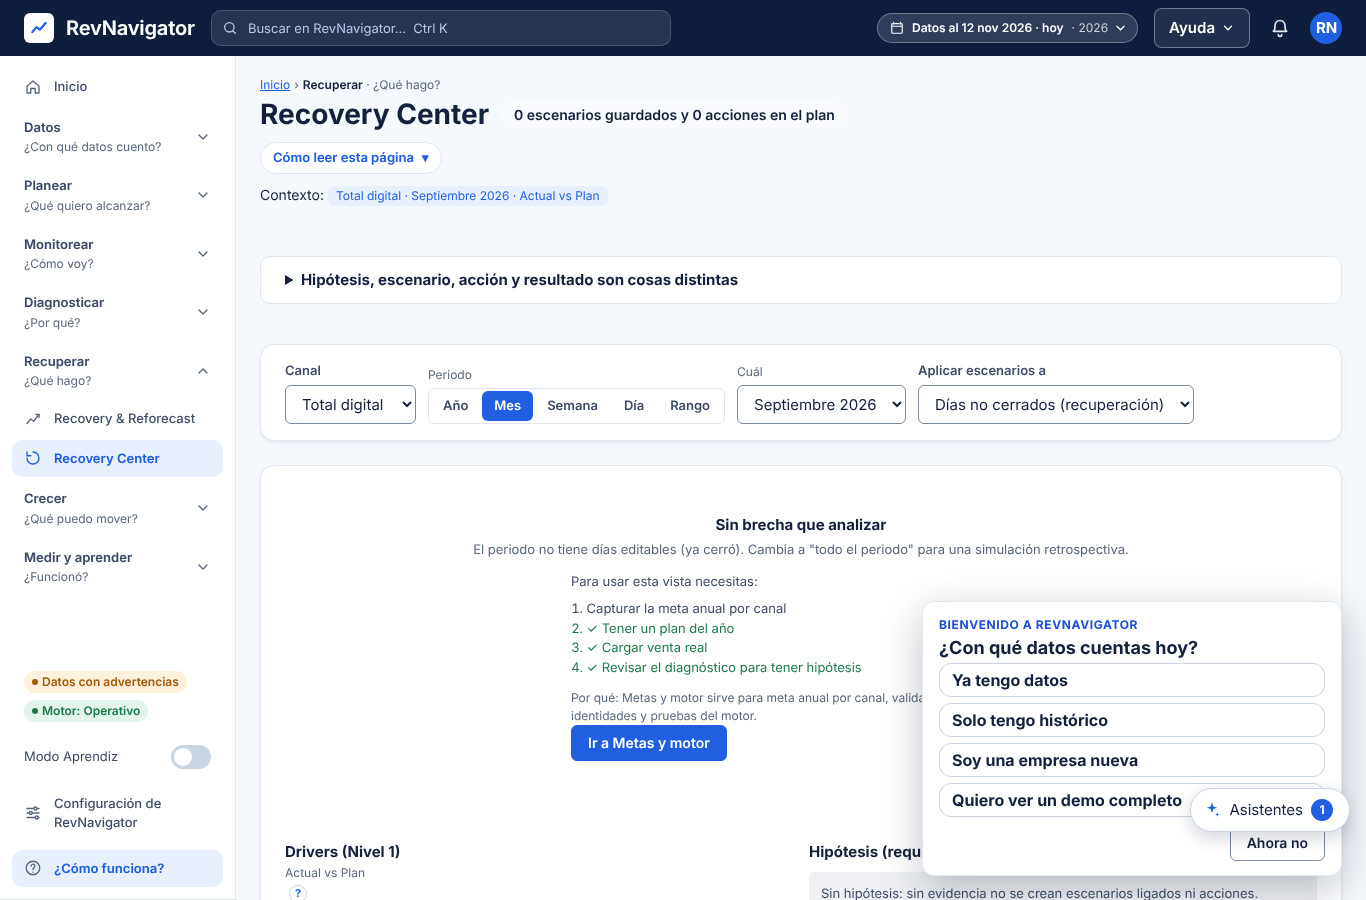 RevNavigator
Buscar en RevNavigator... Ctrl K
Datos al 12 nov 2026 · hoy · 2026
Ayuda
RN
Inicio
Datos
¿Con qué datos cuento?
Planear
¿Qué quiero alcanzar?
Monitorear
¿Cómo voy?
Diagnosticar
¿Por qué?
Recuperar
¿Qué hago?
Recovery & Reforecast
Recovery Center
Crecer
¿Qué puedo mover?
Medir y aprender
¿Funcionó?
Datos con advertencias
Motor: Operativo
Modo Aprendiz
Configuración de
RevNavigator
¿Cómo funciona?
Inicio › Recuperar · ¿Qué hago?
Recovery Center
0 escenarios guardados y 0 acciones en el plan
Cómo leer esta página ▾
Contexto: Total digital · Septiembre 2026 · Actual vs Plan
Hipótesis, escenario, acción y resultado son cosas distintas
Canal
Total digital
Periodo
Año Mes Semana Día Rango
Cuál
Septiembre 2026
Aplicar escenarios a
Días no cerrados (recuperación)
Sin brecha que analizar
El periodo no tiene días editables (ya cerró). Cambia a "todo el periodo" para una simulación retrospectiva.
Para usar esta vista necesitas:
1. Capturar la meta anual por canal
2. ✓ Tener un plan del año
3. ✓ Cargar venta real
4. ✓ Revisar el diagnóstico para tener hipótesis
Por qué: Metas y motor sirve para meta anual por canal, valida
identidades y pruebas del motor.
Ir a Metas y motor
Drivers (Nivel 1)
Actual vs Plan
?
Hipótesis (requ
Sin hipótesis: sin evidencia no se crean escenarios ligados ni acciones.
BIENVENIDO A REVNAVIGATOR
¿Con qué datos cuentas hoy?
Ya tengo datos
Solo tengo histórico
Soy una empresa nueva
Quiero ver un demo completo
Asistentes 1
Ahora no